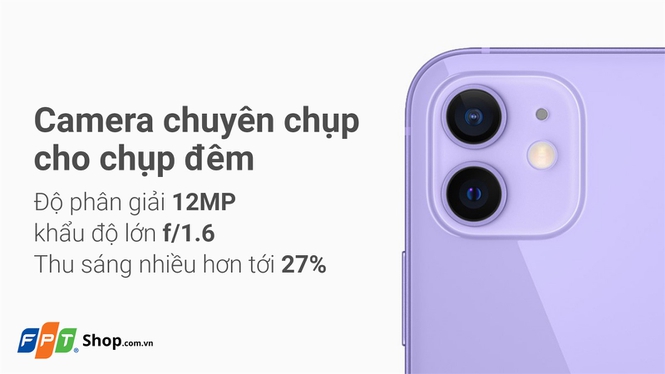 Camera chuyên chụp
cho chụp đêm
Độ phân giải 12MP
khẩu độ lớn f/1.6
Thu sáng nhiều hơn tới 27%
FPT® Shop.com.vn